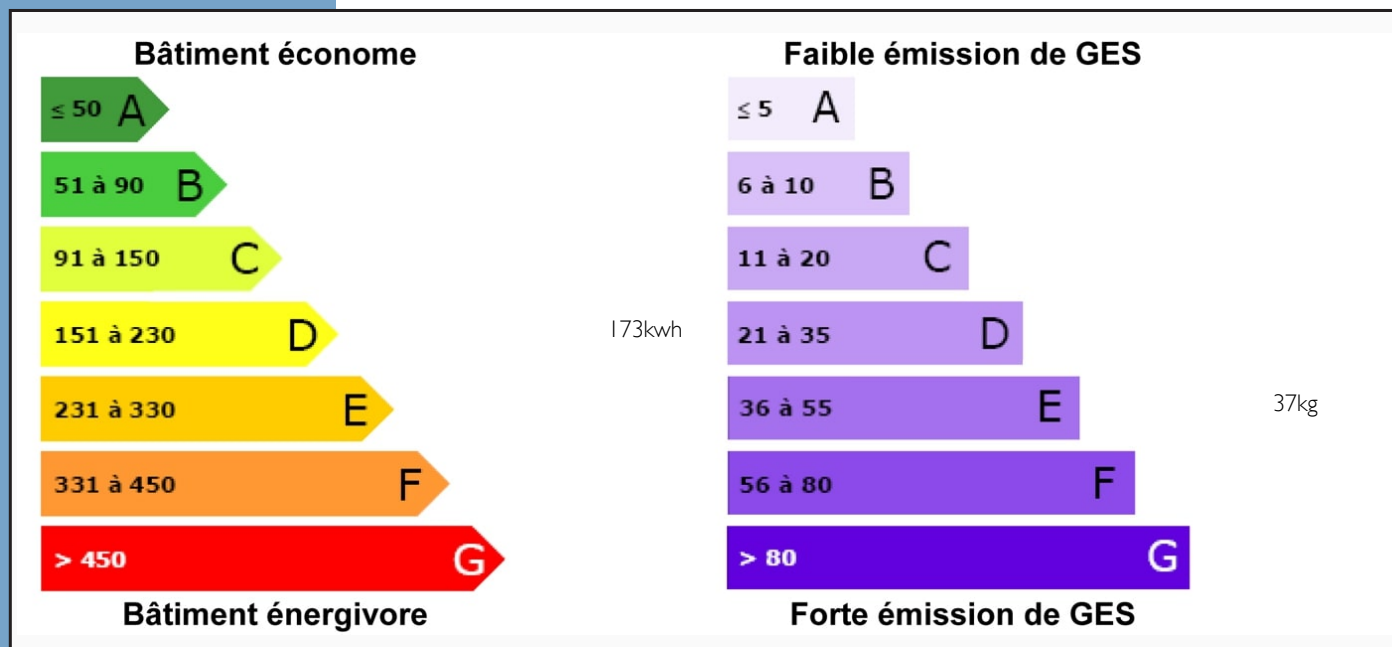 Bâtiment économe
≤ 50 A
51 à 90 B
91 à 150 C
151 à 230 D
231 à 330 E
331 à 450 F
> 450 G
Bâtiment énergivore
173kwh
Faible émission de GES
≤ 5 A
6 à 10 B
11 à 20 C
21 à 35 D
36 à 55 E
56 à 80 F
> 80 G
Forte émission de GES
37kg